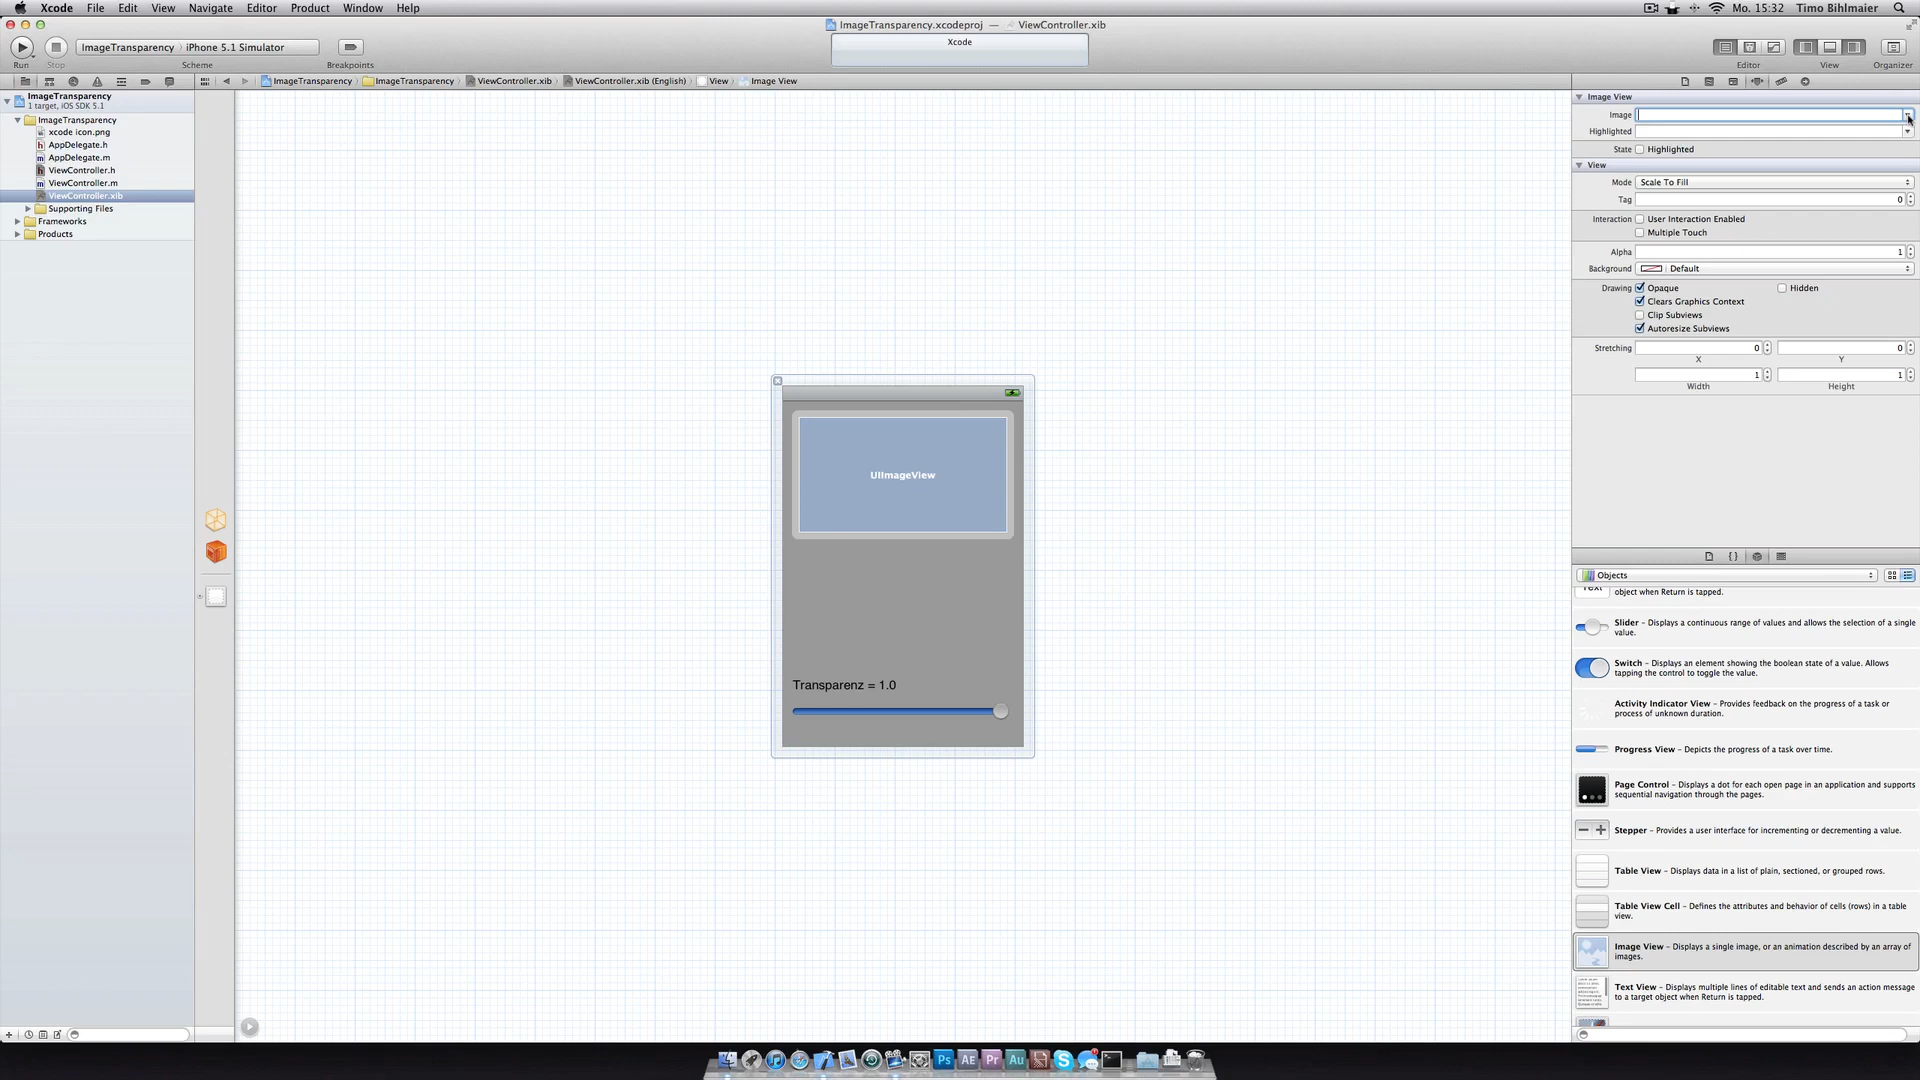 Xcode File Edit View Navigate Editor Product Window Help Mo. 15:32 Timo Bihlmaier
ImageTransparency.xcodeproj — ViewController.xib
ImageTransparency iPhone 5.1 Simulator
Xcode
Run Stop Scheme Breakpoints Editor View Organizer
ImageTransparency ImageTransparency ViewController.xib ViewController.xib (English) View Image View
ImageTransparency
1 target, iOS SDK 5.1
ImageTransparency
xcode icon.png
AppDelegate.h
AppDelegate.m
ViewController.h
ViewController.m
ViewController.xib
Supporting Files
Frameworks
Products
UIImageView
Transparenz = 1.0
Image View
Image
Highlighted
State Highlighted
View
Mode Scale To Fill
Tag 0
Interaction User Interaction Enabled
Multiple Touch
Alpha 1
Background Default
Drawing Opaque Hidden
Clears Graphics Context
Clip Subviews
Autoresize Subviews
Stretching 0 0
X Y
1 1
Width Height
{ }
Objects
object when Return is tapped.
Slider – Displays a continuous range of values and allows the selection of a single
value.
Switch – Displays an element showing the boolean state of a value. Allows
tapping the control to toggle the value.
Activity Indicator View – Provides feedback on the progress of a task or
process of unknown duration.
Progress View – Depicts the progress of a task over time.
Page Control – Displays a dot for each open page in an application and supports
sequential navigation through the pages.
Stepper – Provides a user interface for incrementing or decrementing a value.
Table View – Displays data in a list of plain, sectioned, or grouped rows.
Table View Cell – Defines the attributes and behavior of cells (rows) in a table
view.
Image View – Displays a single image, or an animation described by an array of
images.
Text View – Displays multiple lines of editable text and sends an action message
to a target object when Return is tapped.
Ps AE Pr Au